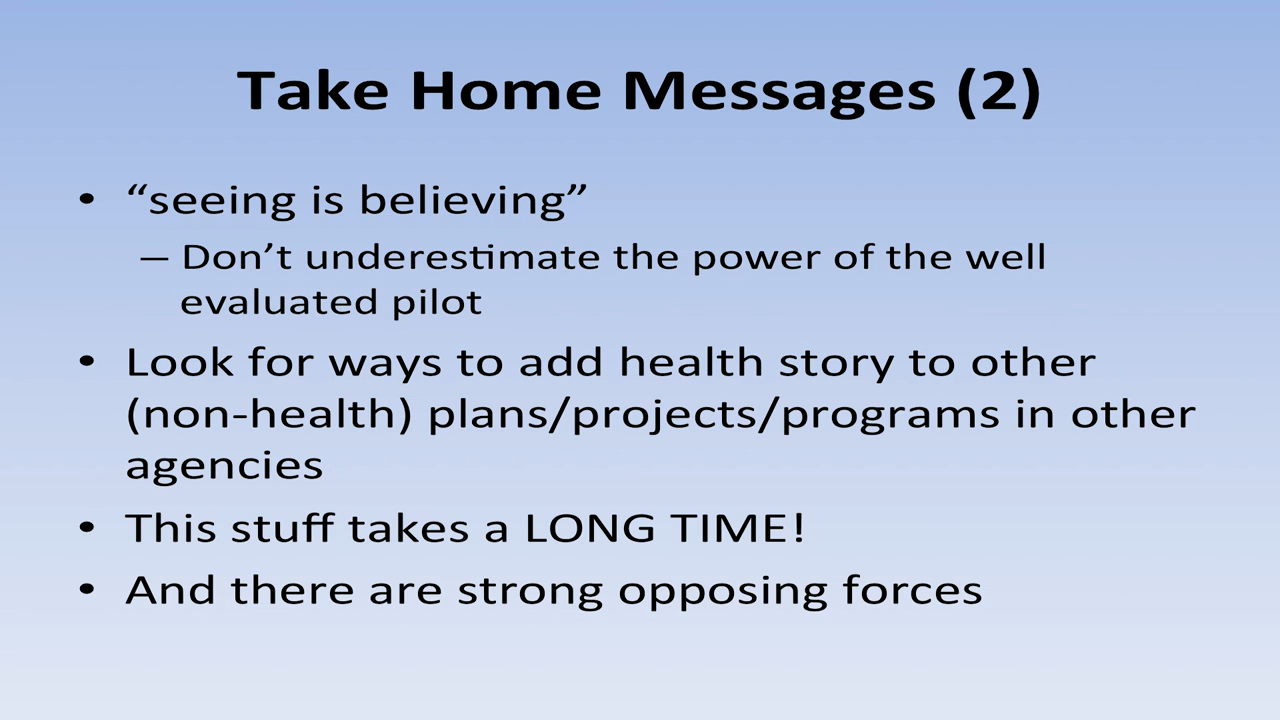 Take Home Messages (2)
• “seeing is believing”
– Don’t underestimate the power of the well
evaluated pilot
• Look for ways to add health story to other
(non-health) plans/projects/programs in other
agencies
• This stuff takes a LONG TIME!
• And there are strong opposing forces